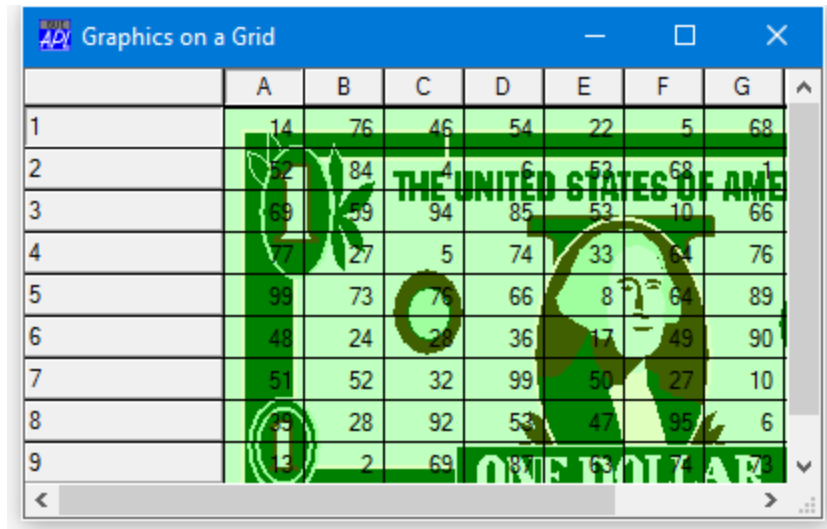 GUI API Graphics on a Grid
A B C D E F G
1 14 76 46 54 22 5 68
2 52 84 4 6 53 68 1
THE UNITED STATES OF AME
3 69 59 94 85 53 10 66
4 77 27 5 74 33 64 76
5 99 73 76 66 8 64 89
6 48 24 28 36 17 49 90
7 51 52 32 99 50 27 10
8 39 28 92 53 47 95 6
9 13 2 69 87 63 74 73
1 ONE DOLLAR